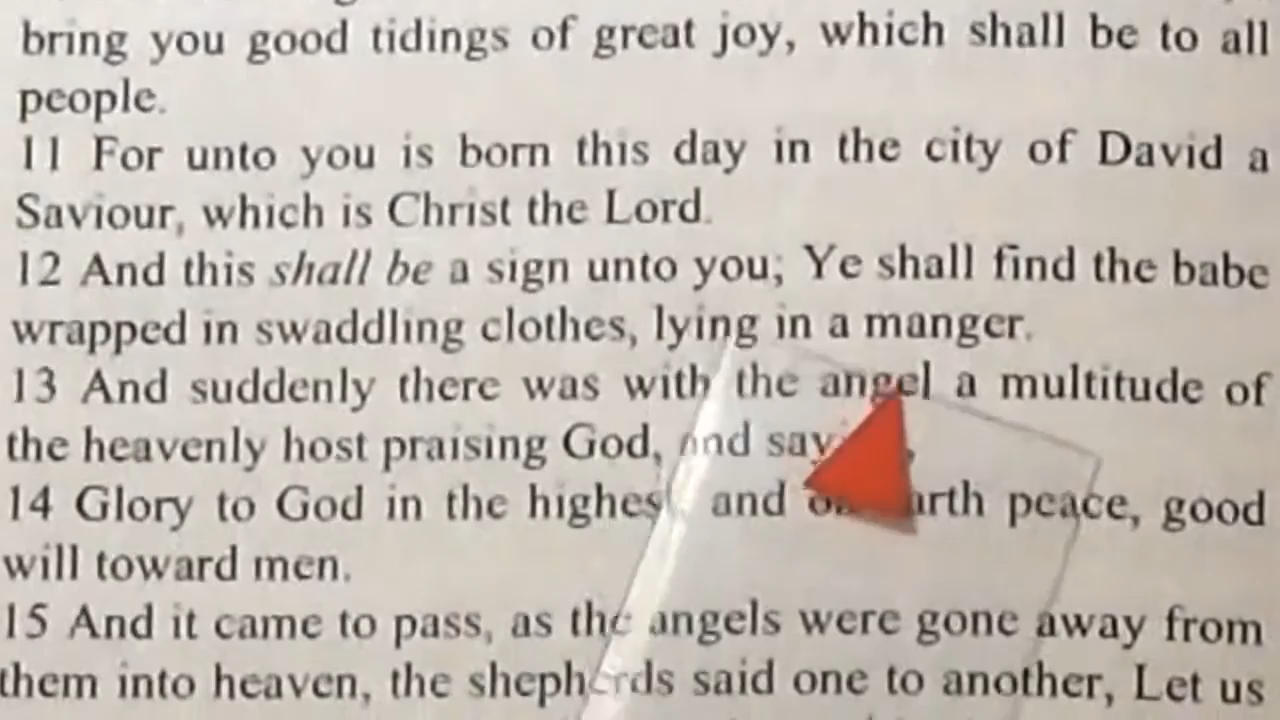 bring you good tidings of great joy, which shall be to all
people.
11 For unto you is born this day in the city of David a
Saviour, which is Christ the Lord.
12 And this shall be a sign unto you; Ye shall find the babe
wrapped in swaddling clothes, lying in a manger.
13 And suddenly there was with the angel a multitude of
the heavenly host praising God, and
14 Glory to God in the highest, and peace, good
will toward men.
15 And it came to pass, as the angels were gone away from
them into heaven, the shepherds said one to another, Let us